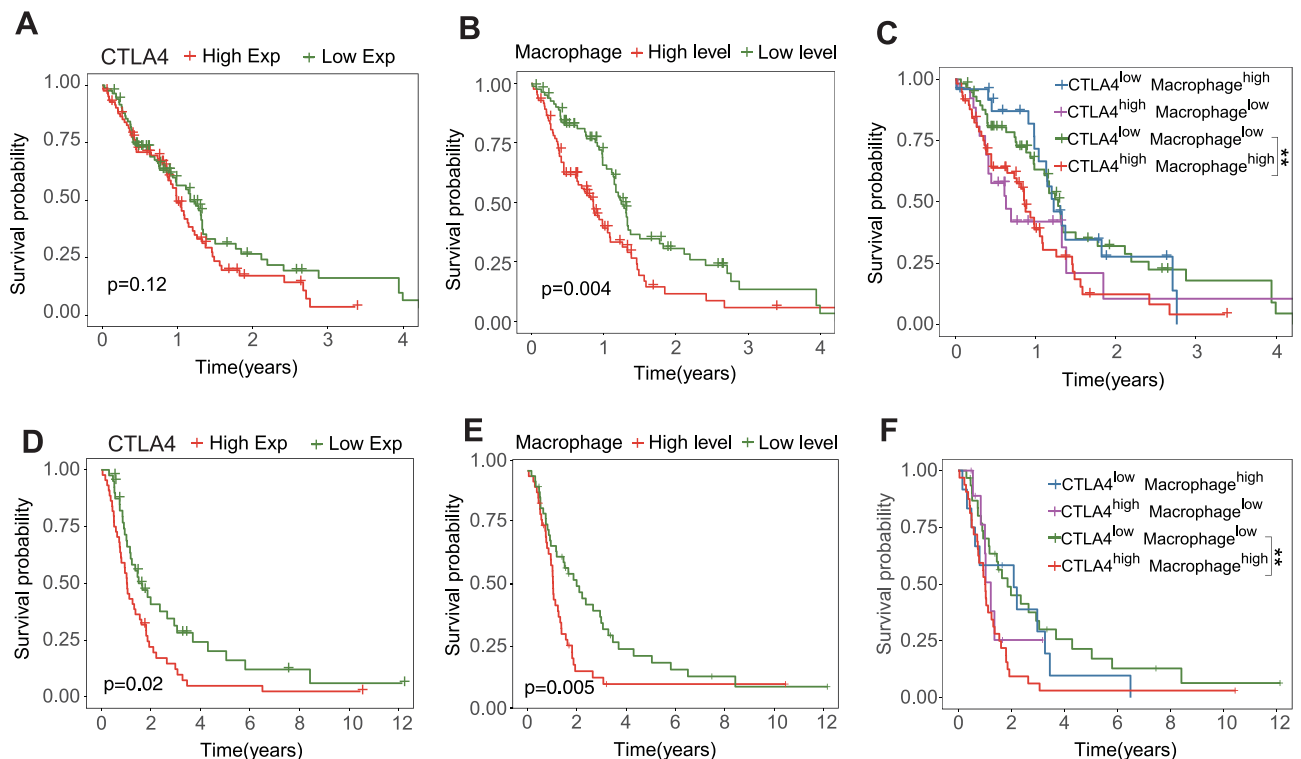 A
CTLA4 High Exp Low Exp
Survival probability
1.00
0.75
0.50
0.25
0.00
p=0.12
0 1 2 3 4
Time(years)
B
Macrophage High level Low level
Survival probability
1.00
0.75
0.50
0.25
0.00
p=0.004
0 1 2 3 4
Time(years)
C
Survival probability
1.00
0.75
0.50
0.25
0.00
CTLA4low Macrophagehigh
CTLA4high Macrophagelow
CTLA4low Macrophagelow
CTLA4high Macrophagehigh
**
0 1 2 3 4
Time(years)
D
CTLA4 High Exp Low Exp
Survival probability
1.00
0.75
0.50
0.25
0.00
p=0.02
0 2 4 6 8 10 12
Time(years)
E
Macrophage High level Low level
Survival probability
1.00
0.75
0.50
0.25
0.00
p=0.005
0 2 4 6 8 10 12
Time(years)
F
Survival probability
1.00
0.75
0.50
0.25
0.00
CTLA4low Macrophagehigh
CTLA4high Macrophagelow
CTLA4low Macrophagelow
CTLA4high Macrophagehigh
**
0 2 4 6 8 10 12
Time(years)